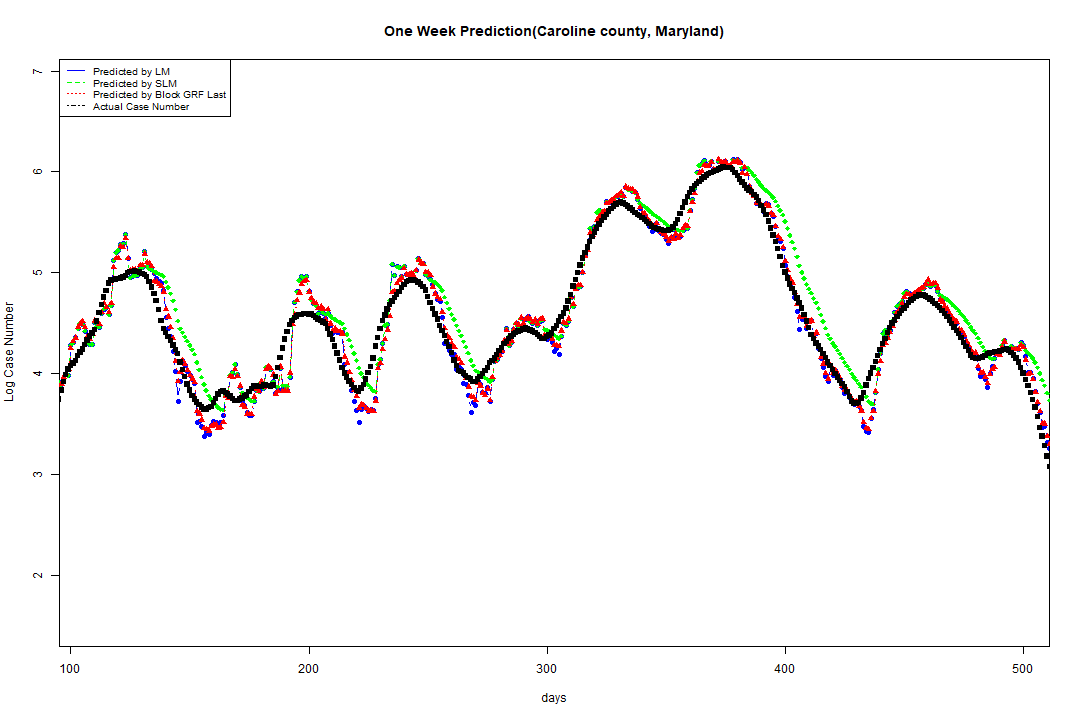 One Week Prediction(Caroline county, Maryland)
Predicted by LM
Predicted by SLM
Predicted by Block GRF Last
Actual Case Number
7
6
5
4
3
2
Log Case Number
100 200 300 400 500
days